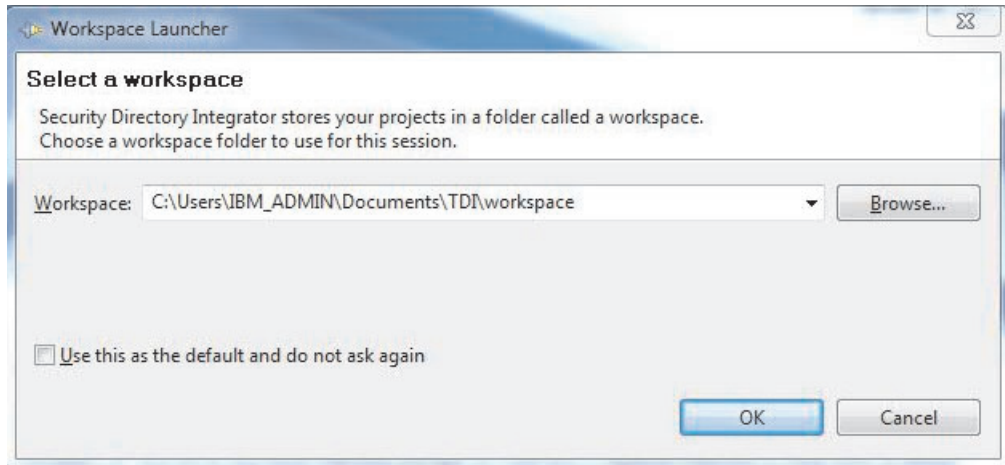 Workspace Launcher
Select a workspace
Security Directory Integrator stores your projects in a folder called a workspace.
Choose a workspace folder to use for this session.
Workspace: C:\Users\IBM_ADMIN\Documents\TDI\workspace Browse...
Use this as the default and do not ask again
OK Cancel